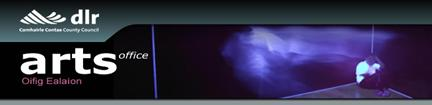 dlr
Comhairle Contae County Council
arts office
Oifig Ealaíon